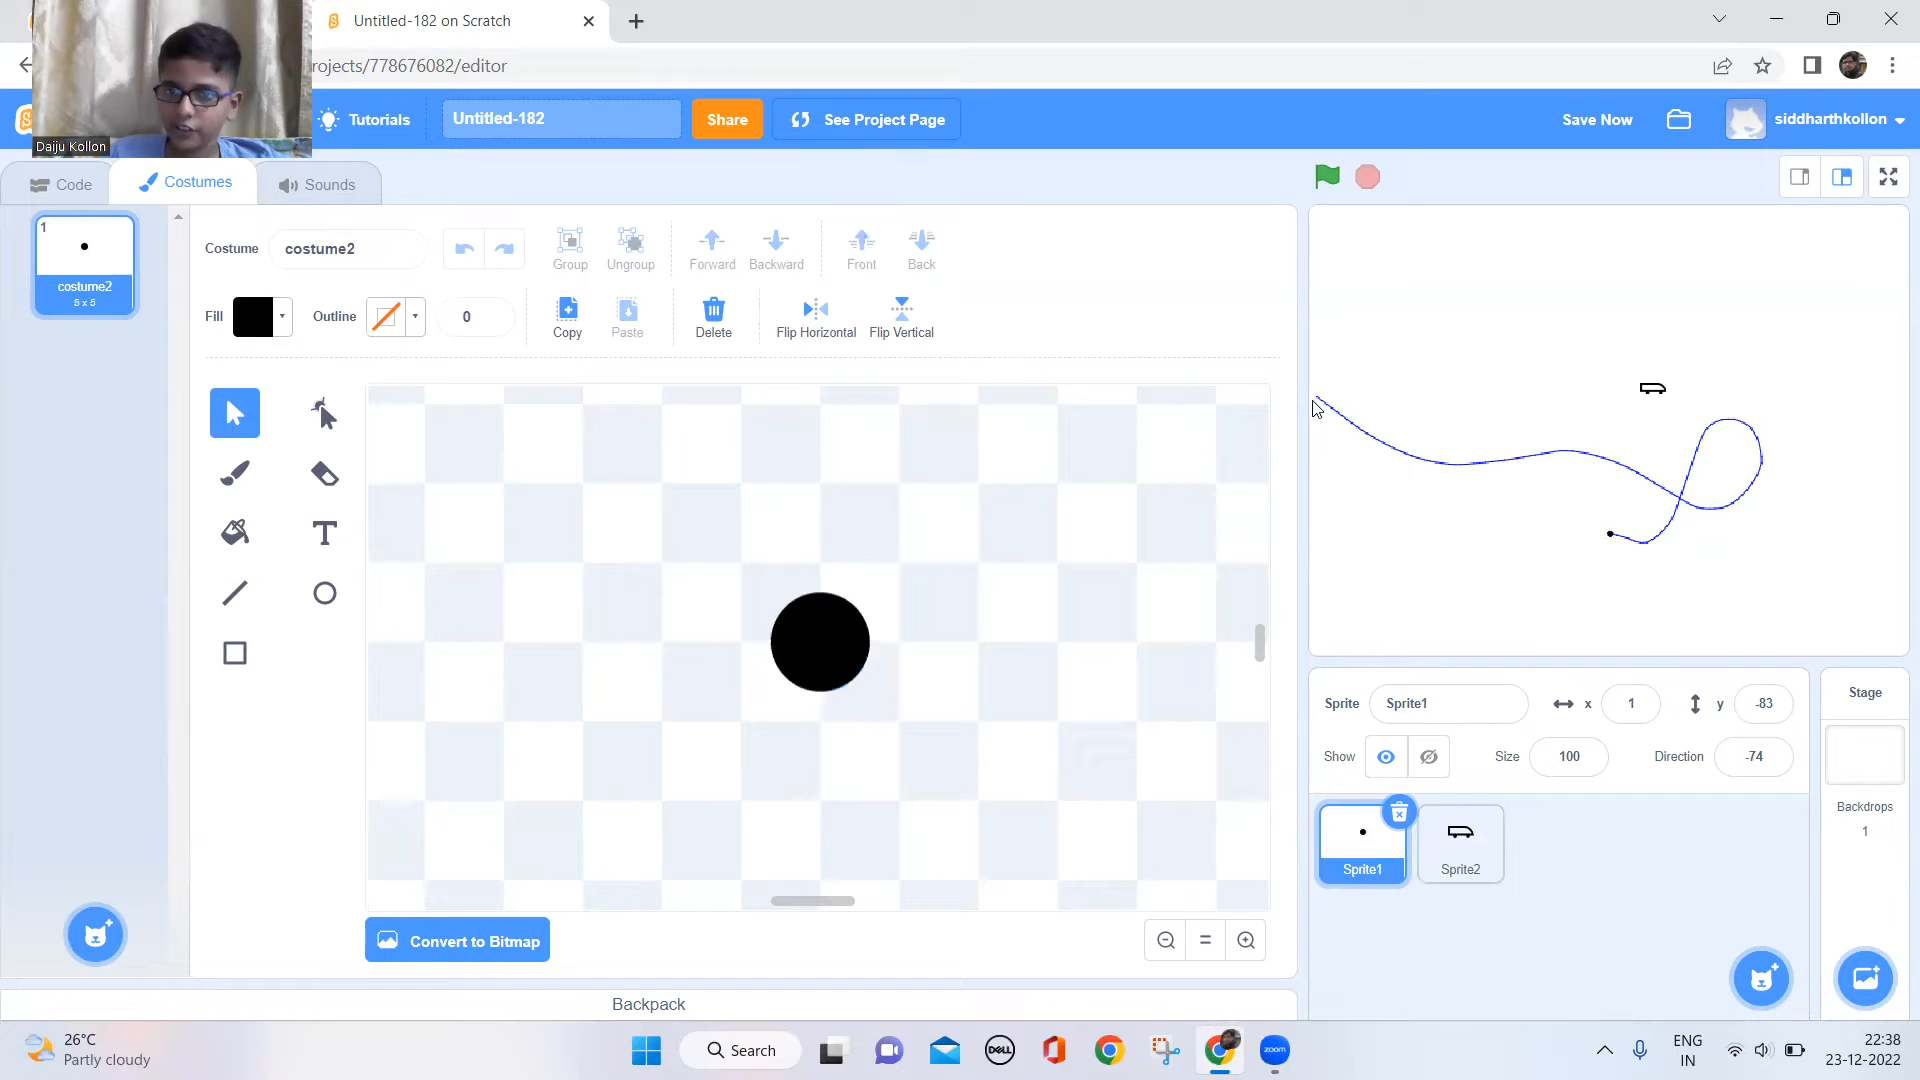 Untitled-182 on Scratch
rojects/778676082/editor
Daiju Kollon
Tutorials
Untitled-182
Share
See Project Page
Save Now
siddharthkollon
Code
Costumes
Sounds
1
costume2
5 x 5
Costume
costume2
Group
Ungroup
Forward
Backward
Front
Back
Fill
Outline
0
Copy
Paste
Delete
Flip Horizontal
Flip Vertical
T
Convert to Bitmap
Backpack
Sprite
Sprite1
x
1
y
-83
Show
Size
100
Direction
-74
Sprite1
Sprite2
Stage
Backdrops
1
26°C
Partly cloudy
Search
DELL
zoom
ENG
IN
22:38
23-12-2022